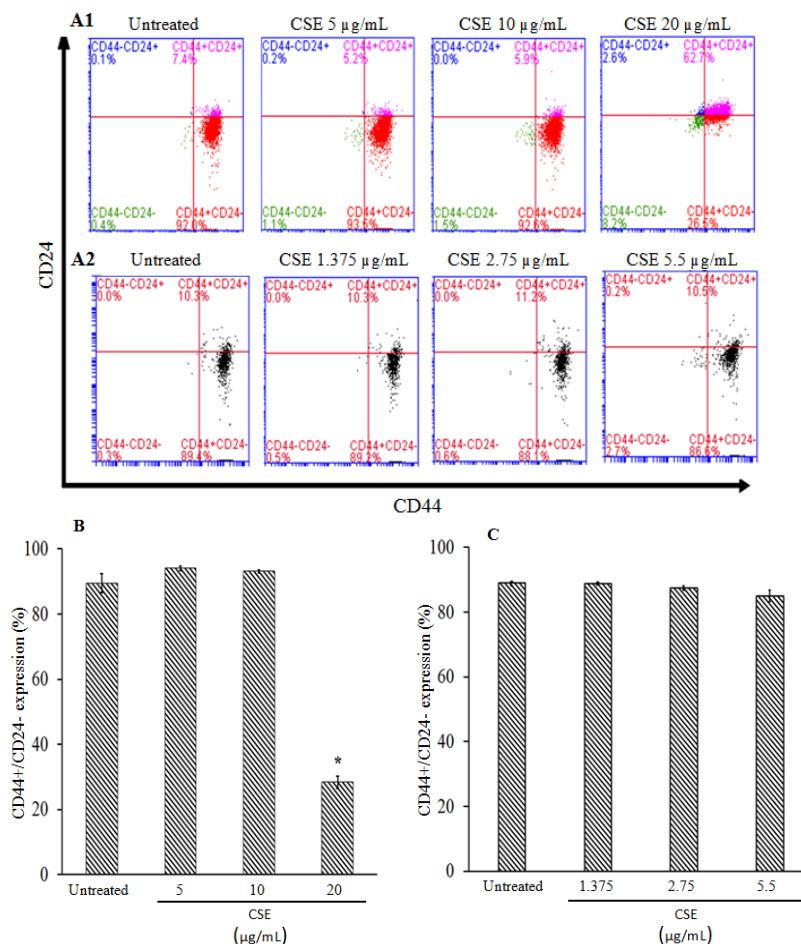 A1
Untreated
CSE 5 µg/mL
CSE 10 µg/mL
CSE 20 µg/mL
CD44-CD24+ CD44+CD24+
0.1% 7.4%
CD44-CD24- CD44+CD24-
0.4% 92.0%
CD44-CD24+ CD44+CD24+
0.2% 5.2%
CD44-CD24- CD44+CD24-
1.1% 93.5%
CD44-CD24+ CD44+CD24+
0.0% 5.9%
CD44-CD24- CD44+CD24-
1.5% 92.6%
CD44-CD24+ CD44+CD24+
2.6% 62.7%
CD44-CD24- CD44+CD24-
8.2% 26.5%
CD24
A2
Untreated
CSE 1.375 µg/mL
CSE 2.75 µg/mL
CSE 5.5 µg/mL
CD44-CD24+ CD44+CD24+
0.0% 10.3%
CD44-CD24- CD44+CD24-
0.3% 89.4%
CD44-CD24+ CD44+CD24+
0.0% 10.3%
CD44-CD24- CD44+CD24-
0.5% 89.2%
CD44-CD24+ CD44+CD24+
0.0% 11.2%
CD44-CD24- CD44+CD24-
0.6% 88.1%
CD44-CD24+ CD44+CD24+
0.2% 10.5%
CD44-CD24- CD44+CD24-
2.7% 86.6%
CD44
B
CD44+/CD24- expression (%)
100
80
60
40
20
0
*
Untreated 5 10 20
CSE
(µg/mL)
C
CD44+/CD24- expression (%)
100
80
60
40
20
0
Untreated 1.375 2.75 5.5
CSE
(µg/mL)